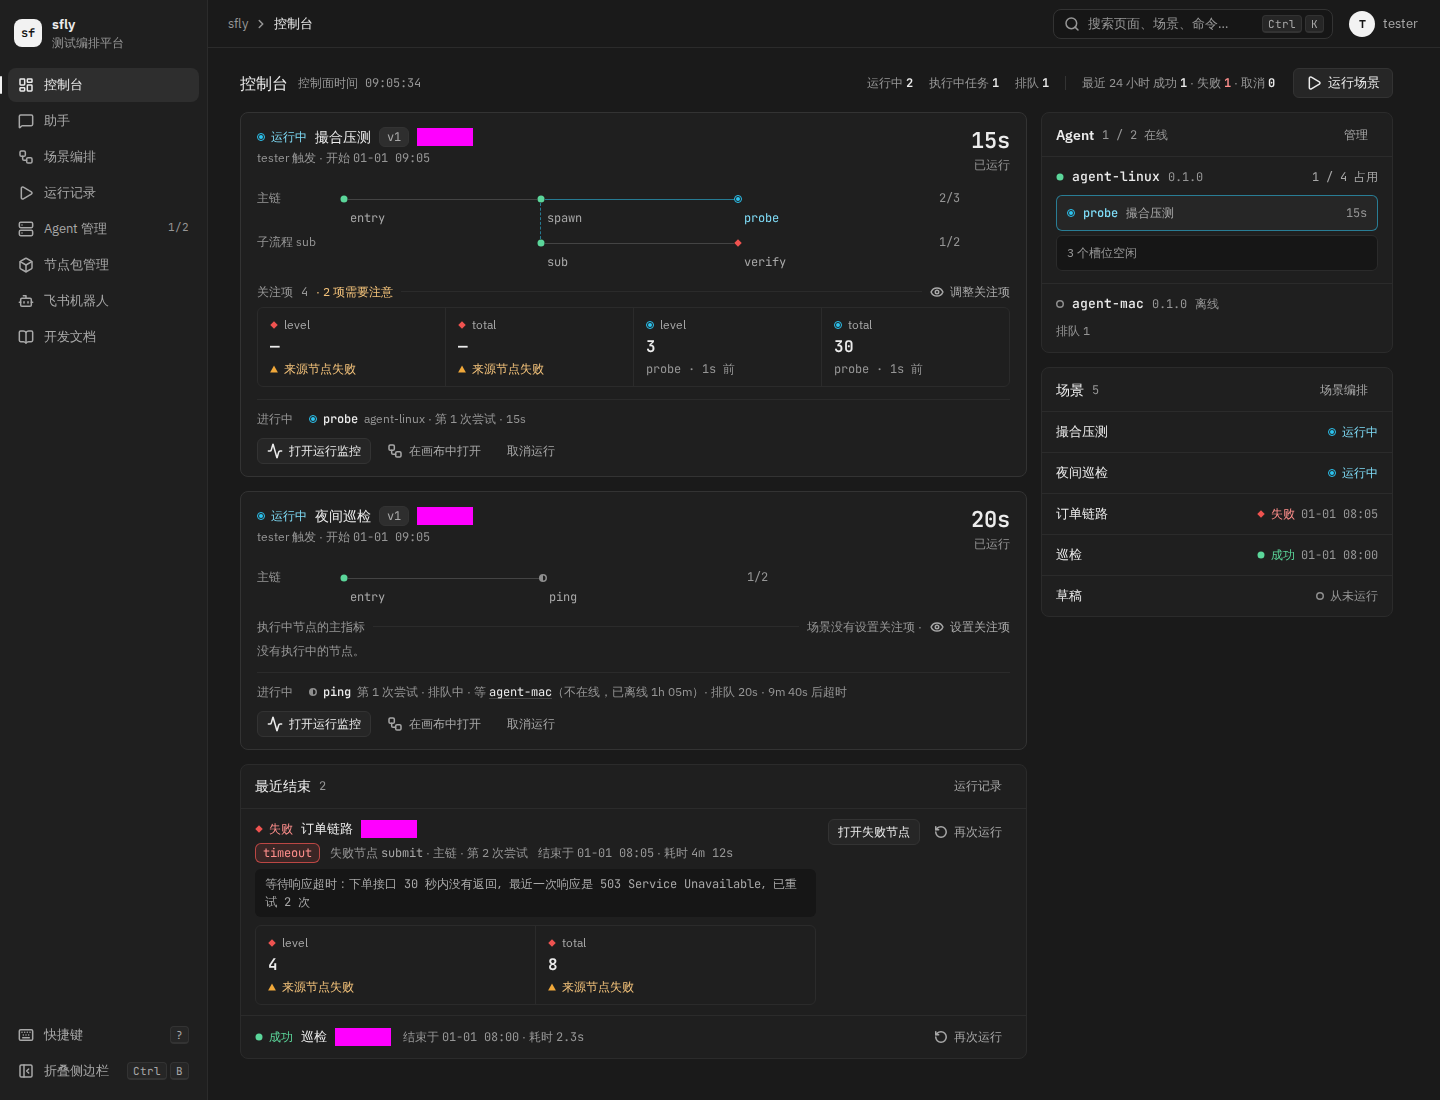 sf
sfly
测试编排平台
控制台
助手
场景编排
运行记录
Agent 管理 1/2
节点包管理
飞书机器人
开发文档
快捷键 ?
折叠侧边栏 Ctrl B
sfly > 控制台
搜索页面、场景、命令... Ctrl K
T tester
控制台 控制面时间 09:05:34
运行中 2 执行中任务 1 排队 1 最近 24 小时 成功 1 · 失败 1 · 取消 0
运行场景
运行中 撮合压测 v1
15s
tester 触发 · 开始 01-01 09:05
已运行
主链 2/3
entry spawn probe
子流程 sub 1/2
sub verify
关注项 4 · 2 项需要注意 调整关注项
level total level total
— — 3 30
来源节点失败 来源节点失败 probe · 1s 前 probe · 1s 前
进行中 probe agent-linux · 第 1 次尝试 · 15s
打开运行监控 在画布中打开 取消运行
运行中 夜间巡检 v1
20s
tester 触发 · 开始 01-01 09:05
已运行
主链 1/2
entry ping
执行中节点的主指标 场景没有设置关注项 · 设置关注项
没有执行中的节点。
进行中 ping 第 1 次尝试 · 排队中 · 等 agent-mac（不在线，已离线 1h 05m）· 排队 20s · 9m 40s 后超时
打开运行监控 在画布中打开 取消运行
最近结束 2 运行记录
失败 订单链路
打开失败节点 再次运行
timeout 失败节点 submit · 主链 · 第 2 次尝试 结束于 01-01 08:05 · 耗时 4m 12s
等待响应超时：下单接口 30 秒内没有返回，最近一次响应是 503 Service Unavailable，已重
试 2 次
level total
4 8
来源节点失败 来源节点失败
成功 巡检 结束于 01-01 08:00 · 耗时 2.3s 再次运行
Agent 1 / 2 在线 管理
agent-linux 0.1.0 1 / 4 占用
probe 撮合压测 15s
3 个槽位空闲
agent-mac 0.1.0 离线
排队 1
场景 5 场景编排
撮合压测 运行中
夜间巡检 运行中
订单链路 失败 01-01 08:05
巡检 成功 01-01 08:00
草稿 从未运行